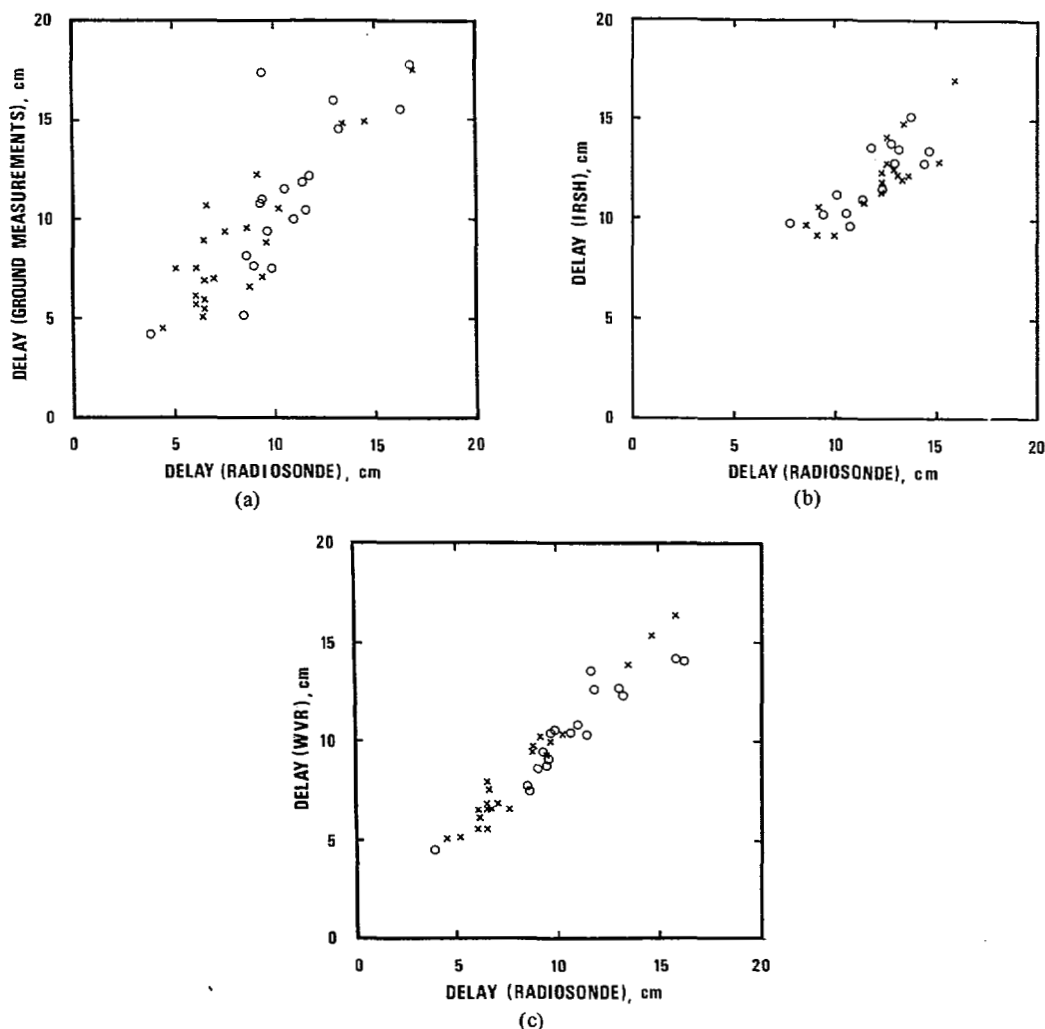 20
15
10
5
0
DELAY (GROUND MEASUREMENTS), cm
0 5 10 15 20
DELAY (RADIOSONDE), cm
(a)
20
15
10
5
0
DELAY (IRSH), cm
0 5 10 15 20
DELAY (RADIOSONDE), cm
(b)
20
15
10
5
0
DELAY (WVR), cm
0 5 10 15 20
DELAY (RADIOSONDE), cm
(c)